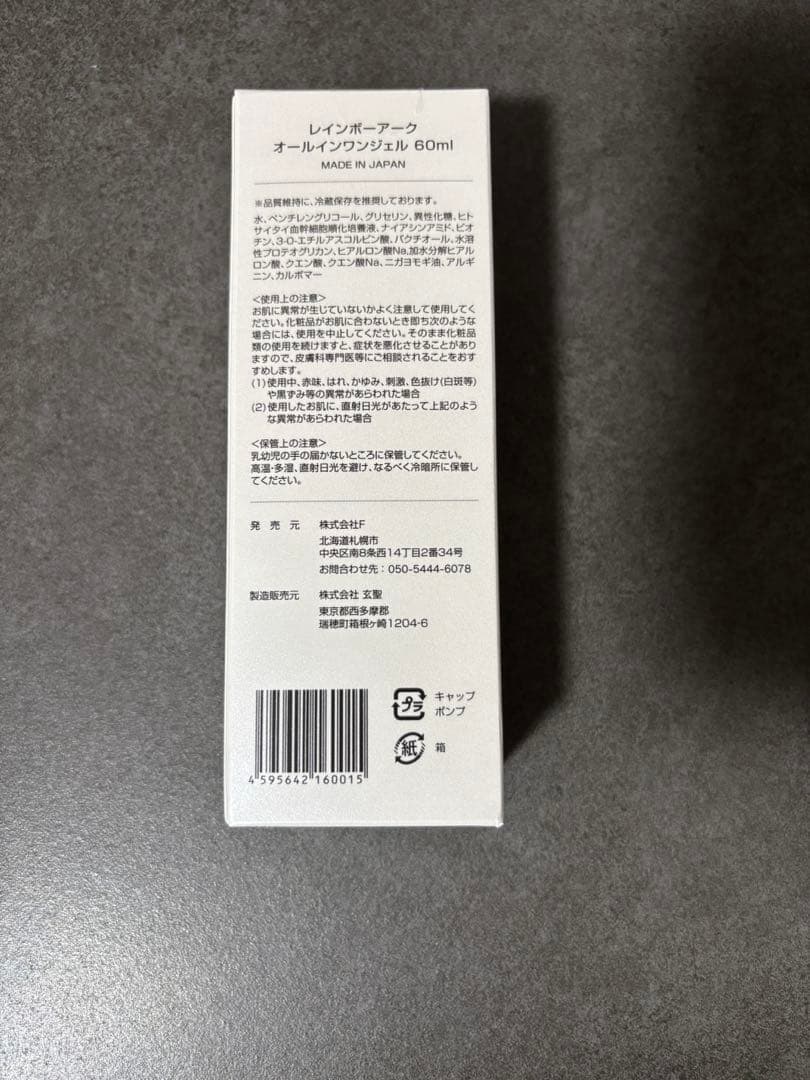 レインボーアーク
オールインワンジェル 60ml
MADE IN JAPAN
※品質維持に、冷蔵保存を推奨しております。
水、ペンチレングリコール、グリセリン、異性化糖、ヒト
サイタイ血幹細胞順化培養液、ナイアシンアミド、ビオ
チン、3-O-エチルアスコルビン酸、バクチオール、水溶
性プロテオグリカン、ヒアルロン酸Na,加水分解ヒアル
ロン酸、クエン酸、クエン酸Na、ニガヨモギ油、アルギ
ニン、カルボマー
<使用上の注意>
お肌に異常が生じていないかよく注意して使用してく
ださい。化粧品がお肌に合わないとき即ち次のような
場合には、使用を中止してください。そのまま化粧品
類の使用を続けますと、症状を悪化させることがあり
ますので、皮膚科専門医等にご相談されることをおす
すめします。
(1)使用中、赤味、はれ、かゆみ、刺激、色抜け(白斑等)
や黒ずみ等の異常があらわれた場合
(2)使用したお肌に、直射日光があたって上記のよう
な異常があらわれた場合
<保管上の注意>
乳幼児の手の届かないところに保管してください。
高温・多湿、直射日光を避け、なるべく冷暗所に保管し
てください。
発売元 株式会社F
北海道札幌市
中央区南8条西14丁目2番34号
お問合わせ先：050-5444-6078
製造販売元 株式会社 玄聖
東京都西多摩郡
瑞穂町箱根ヶ崎1204-6
プラ キャップ
ポンプ
紙 箱
4595642160015